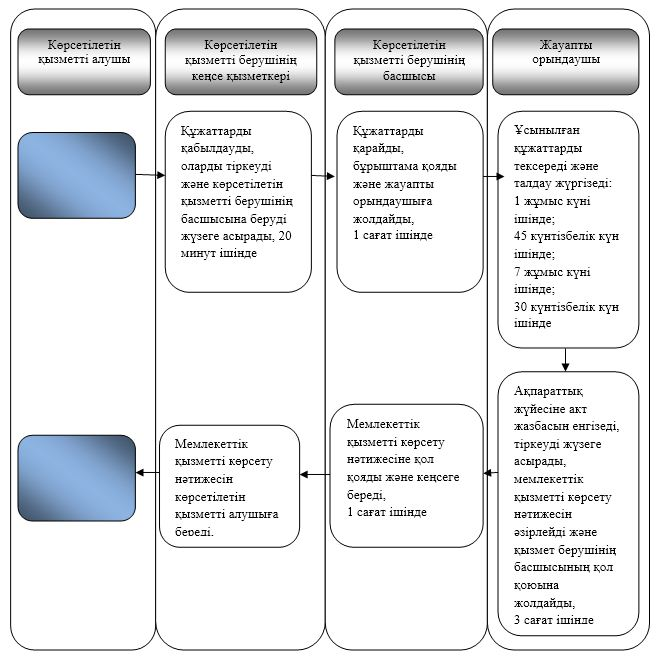 Көрсетілетін
қызметті алушы
Көрсетілетін
қызметті берушінің
кеңсе қызметкері
Көрсетілетін
қызметті берушінің
басшысы
Жауапты
орындаушы
Құжаттарды
қабылдауды,
оларды тіркеуді
және көрсетілетін
қызметті берушінің
басшысына беруді
жүзеге асырады, 20
минут ішінде
Құжаттарды
қарайды,
бұрыштама қояды
және жауапты
орындаушыға
жолдайды,
1 сағат ішінде
Ұсынылған
құжаттарды
тексереді және
талдау жүргізеді:
1 жұмыс күні
ішінде;
45 күнтізбелік күн
ішінде;
7 жұмыс күні
ішінде;
30 күнтізбелік күн
ішінде
Ақпараттық
жүйесіне акт
жазбасын енгізеді,
тіркеуді жүзеге
асырады,
мемлекеттік
қызметті көрсету
нәтижесін
әзірлейді және
қызмет берушінің
басшысының қол
қоюына
жолдайды,
3 сағат ішінде
Мемлекеттік
қызметті көрсету
нәтижесіне қол
қояды және кеңсеге
береді,
1 сағат ішінде
Мемлекеттік
қызметті көрсету
нәтижесін
көрсетілетін
қызметті алушыға
береді.